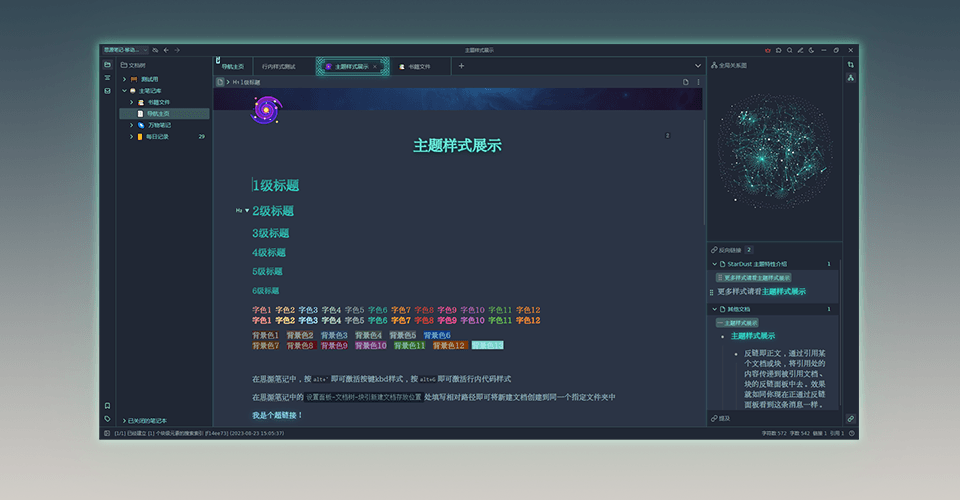 思源笔记-移动...
主题样式展示
文档树
导航主页
行内样式测试
主题样式展示
书籍文件
全局关系图
测试用
主笔记库
书籍文件
导航主页
万物笔记
每日记录 29
H1 1级标题
2
主题样式展示
1级标题
H2
2级标题
3级标题
4级标题
5级标题
6级标题
字色1 字色2 字色3 字色4 字色5 字色6 字色7 字色8 字色9 字色10 字色11 字色12
字色1 字色2 字色3 字色4 字色5 字色6 字色7 字色8 字色9 字色10 字色11 字色12
背景色1 背景色2 背景色3 背景色4 背景色5 背景色6
背景色7 背景色8 背景色9 背景色10 背景色11 背景色12 背景色13
在思源笔记中，按 alt+' 即可激活按键kbd样式，按 alt+G 即可激活行内代码样式
在思源笔记中的 设置面板-文档树-块引新建文档存放位置 处填写相对路径即可将新建文档创建到同一个指定文件夹中
我是个超链接！
反向链接 2
StarDust 主题特性介绍 1
更多样式请看主题样式展示
更多样式请看主题样式展示
其他文档 1
主题样式展示
主题样式展示
反链即正文，通过引用某
个文档或块，将引用处的
内容传递到被引用文档、
块的反链面板中去。效果
就如同你现在正通过反链
面板看到这条消息一样。
提及
已关闭的笔记本
[1/1] 已经建立 [1] 个块级元素的搜索索引 [f14ee73] (2023-08-23 15:05:37)
字符数 572 字数 542 链接 1 引用 1